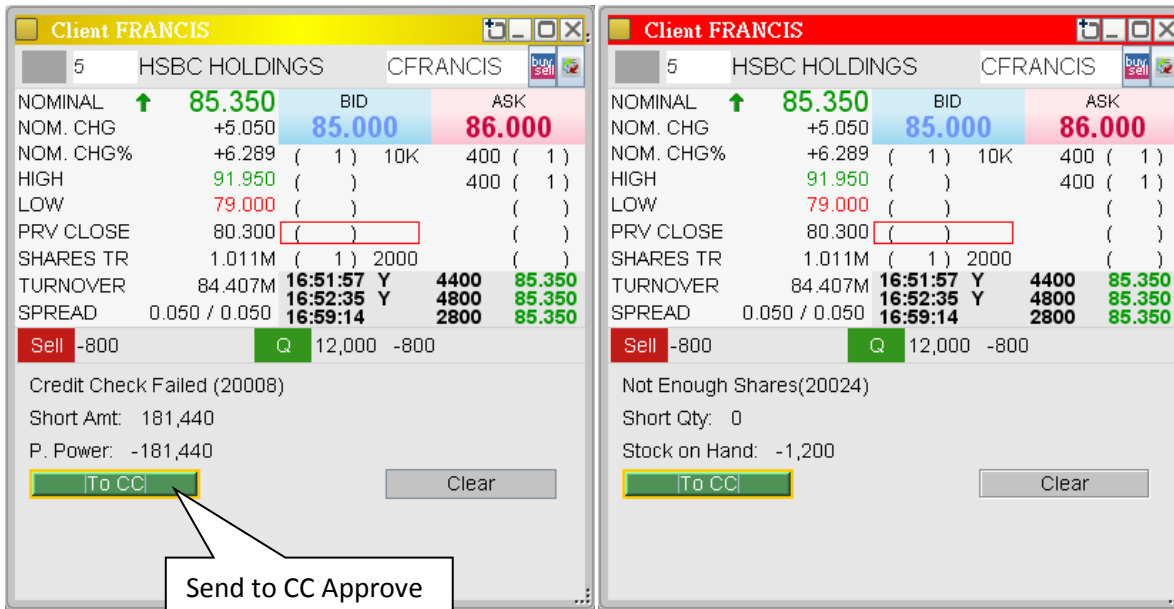 Client FRANCIS
5 HSBC HOLDINGS CFRANCIS buy sell
NOMINAL 85.350 BID ASK
NOM. CHG +5.050 85.000 86.000
NOM. CHG% +6.289 ( 1 ) 10K 400 ( 1 )
HIGH 91.950 ( ) 400 ( 1 )
LOW 79.000 ( ) ( )
PRV CLOSE 80.300 ( ) ( )
SHARES TR 1.011M ( 1 ) 2000 ( )
TURNOVER 84.407M 16:51:57 Y 4400 85.350
16:52:35 Y 4800 85.350
SPREAD 0.050 / 0.050 16:59:14 2800 85.350
Sell -800 Q 12,000 -800
Credit Check Failed (20008)
Short Amt: 181,440
P. Power: -181,440
To CC Clear
Send to CC Approve
Client FRANCIS
5 HSBC HOLDINGS CFRANCIS buy sell
NOMINAL 85.350 BID ASK
NOM. CHG +5.050 85.000 86.000
NOM. CHG% +6.289 ( 1 ) 10K 400 ( 1 )
HIGH 91.950 ( ) 400 ( 1 )
LOW 79.000 ( ) ( )
PRV CLOSE 80.300 ( ) ( )
SHARES TR 1.011M ( 1 ) 2000 ( )
TURNOVER 84.407M 16:51:57 Y 4400 85.350
16:52:35 Y 4800 85.350
SPREAD 0.050 / 0.050 16:59:14 2800 85.350
Sell -800 Q 12,000 -800
Not Enough Shares(20024)
Short Qty: 0
Stock on Hand: -1,200
To CC Clear